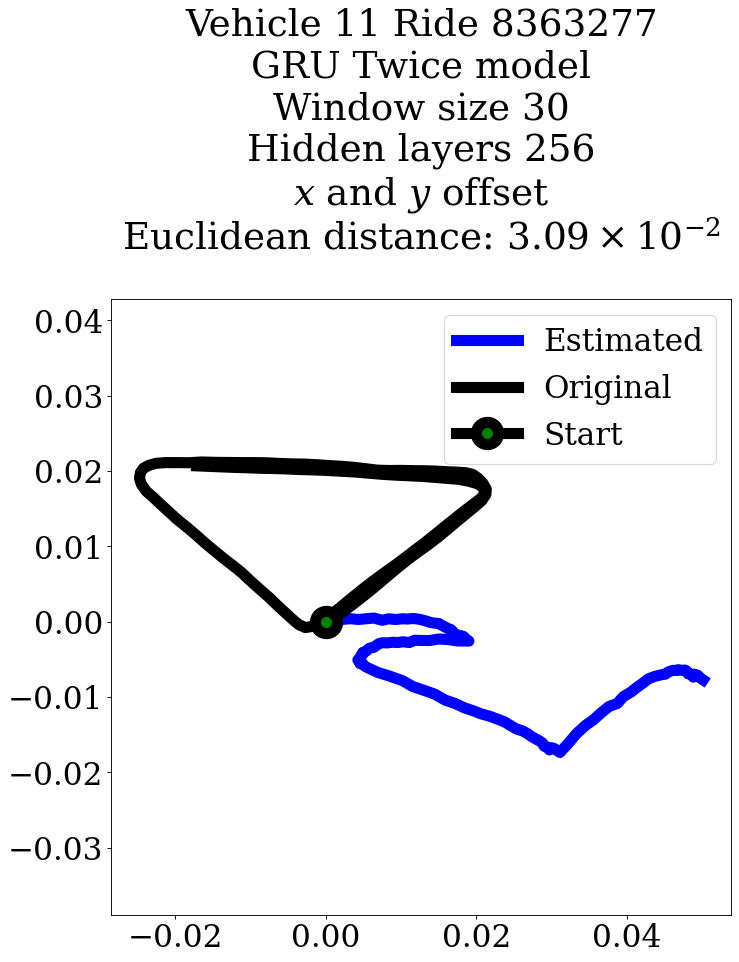 Vehicle 11 Ride 8363277
GRU Twice model
Window size 30
Hidden layers 256
x and y offset
Euclidean distance: 3.09 × 10⁻²
Estimated
Original
Start
0.04
0.03
0.02
0.01
0.00
−0.01
−0.02
−0.03
−0.02 0.00 0.02 0.04